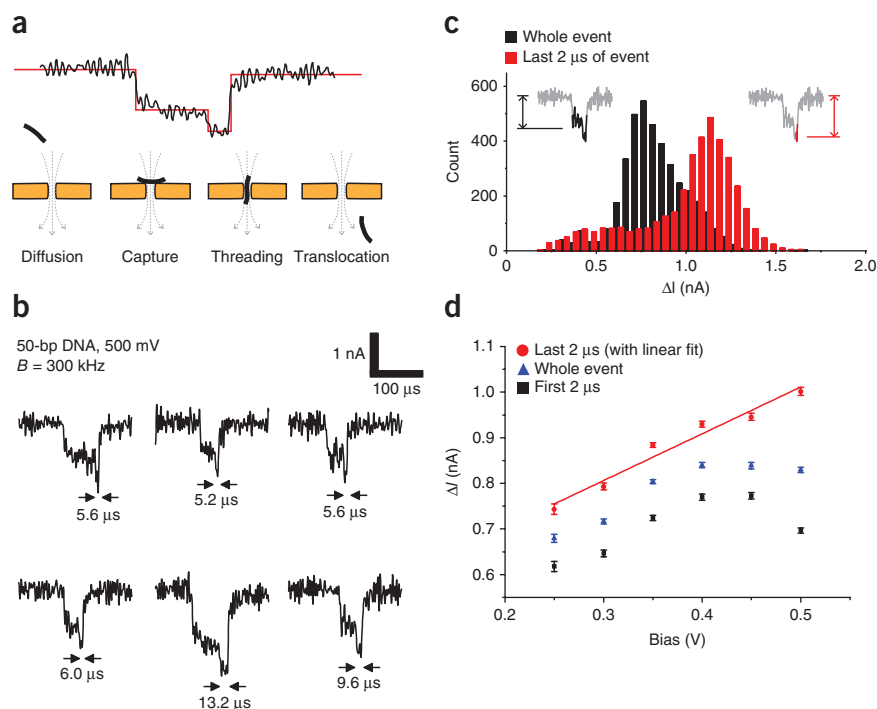 a
Diffusion Capture Threading Translocation
b
50-bp DNA, 500 mV
B = 300 kHz
1 nA
100 µs
5.6 µs
5.2 µs
5.6 µs
6.0 µs
13.2 µs
9.6 µs
c
Whole event
Last 2 µs of event
600
400
200
0
Count
0 0.5 1.0 1.5 2.0
ΔI (nA)
d
Last 2 µs (with linear fit)
Whole event
First 2 µs
1.1
1.0
0.9
0.8
0.7
0.6
ΔI (nA)
0.2 0.3 0.4 0.5
Bias (V)